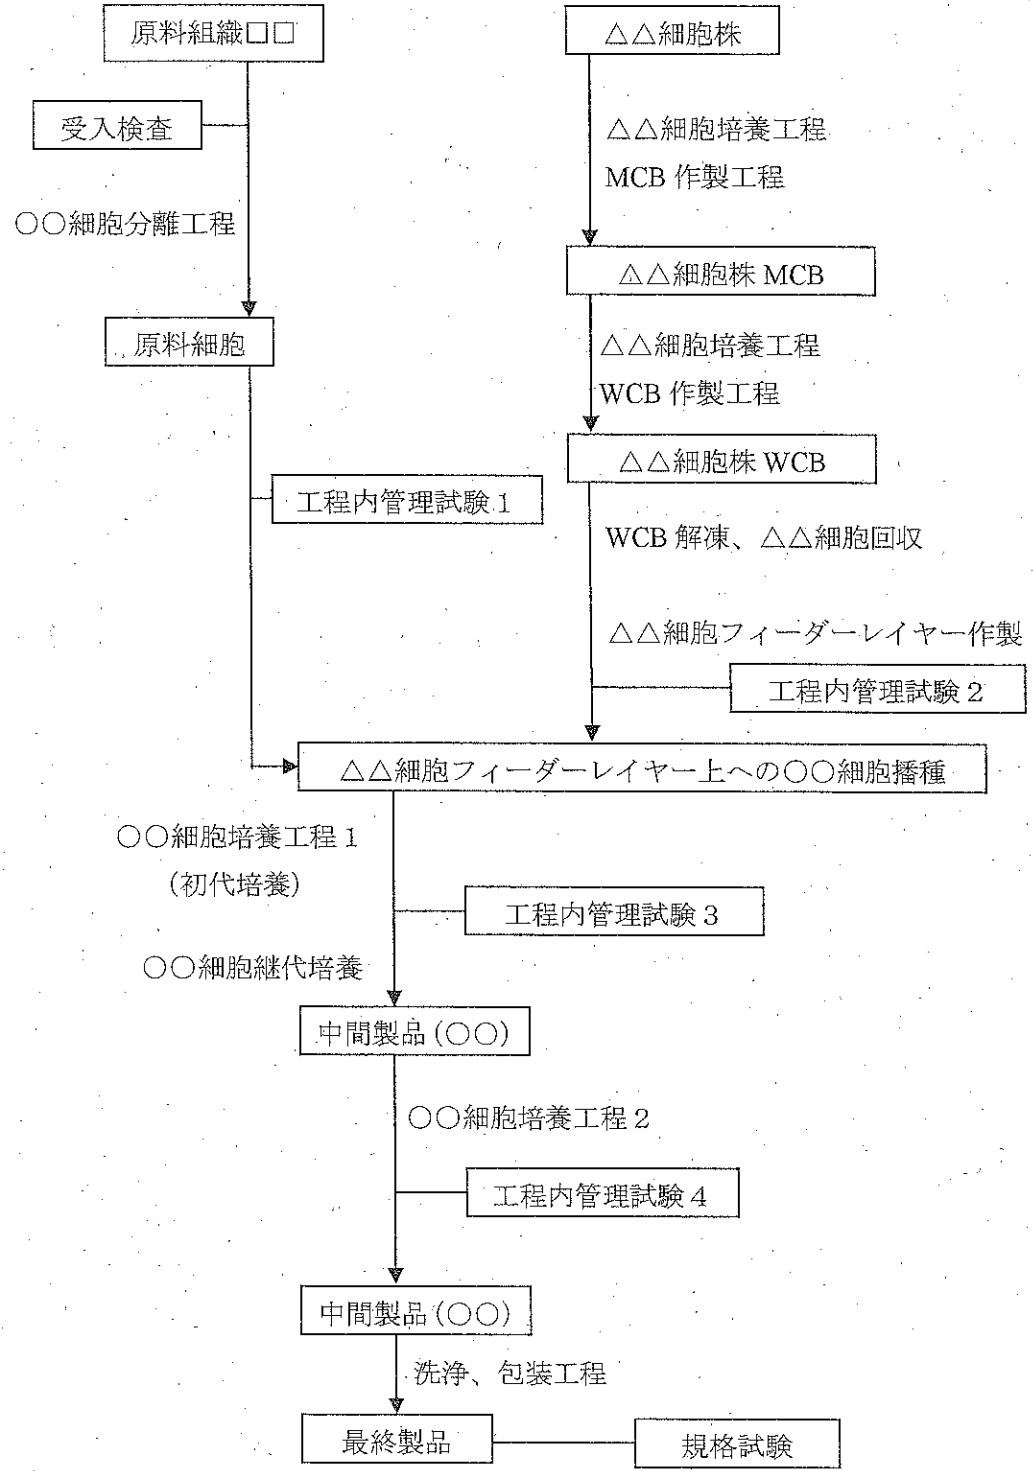 原料組織□□
△△細胞株
受入検査
△△細胞培養工程
MCB 作製工程
○○細胞分離工程
△△細胞株 MCB
原料細胞
△△細胞培養工程
WCB 作製工程
△△細胞株 WCB
工程内管理試験1
WCB 解凍、△△細胞回収
△△細胞フィーダーレイヤー作製
工程内管理試験2
△△細胞フィーダーレイヤー上への○○細胞播種
○○細胞培養工程1
(初代培養)
工程内管理試験3
○○細胞継代培養
中間製品(○○)
○○細胞培養工程2
工程内管理試験4
中間製品(○○)
洗浄、包装工程
最終製品
規格試験